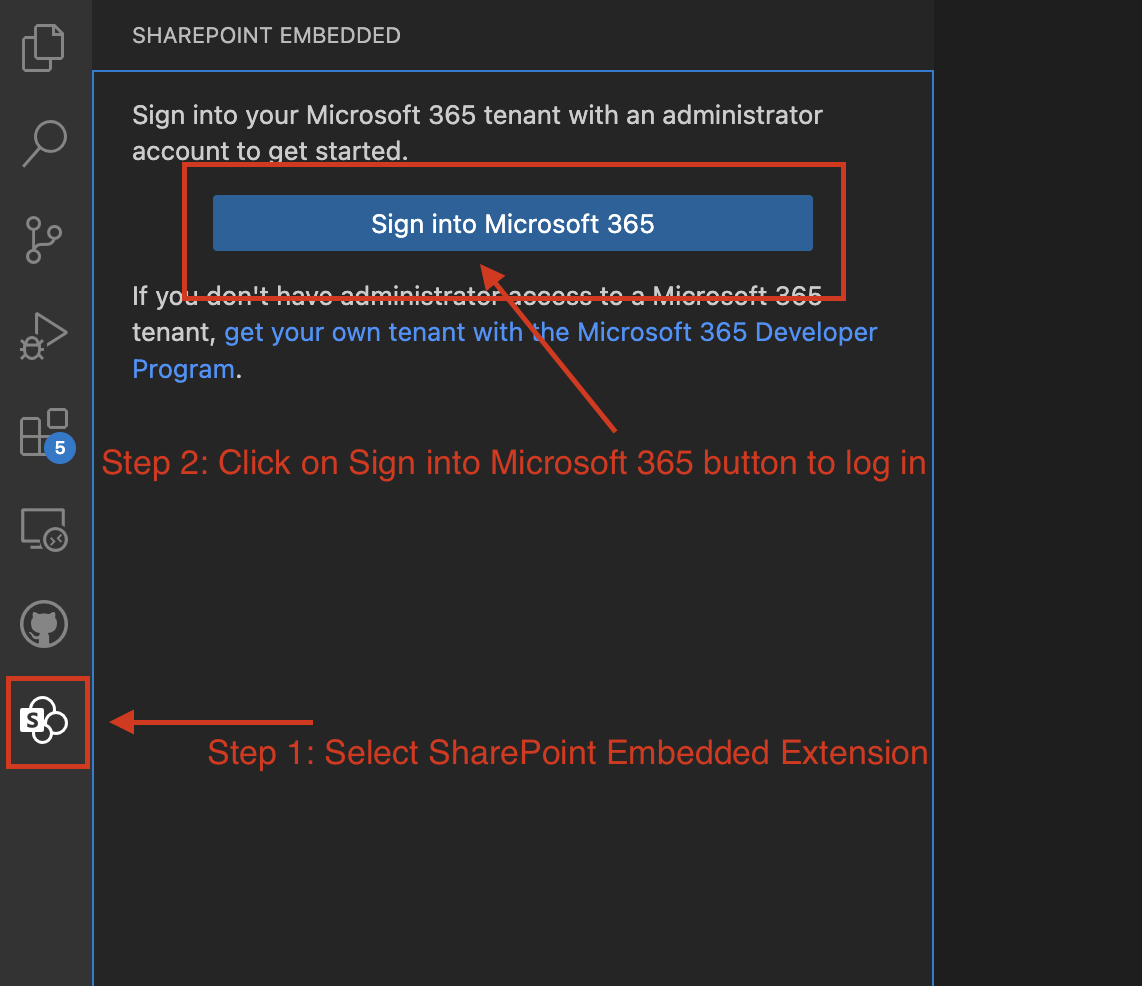 SHAREPOINT EMBEDDED
Sign into your Microsoft 365 tenant with an administrator
account to get started.
Sign into Microsoft 365
If you don't have administrator access to a Microsoft 365
tenant, get your own tenant with the Microsoft 365 Developer
Program.
5
Step 2: Click on Sign into Microsoft 365 button to log in
S
Step 1: Select SharePoint Embedded Extension